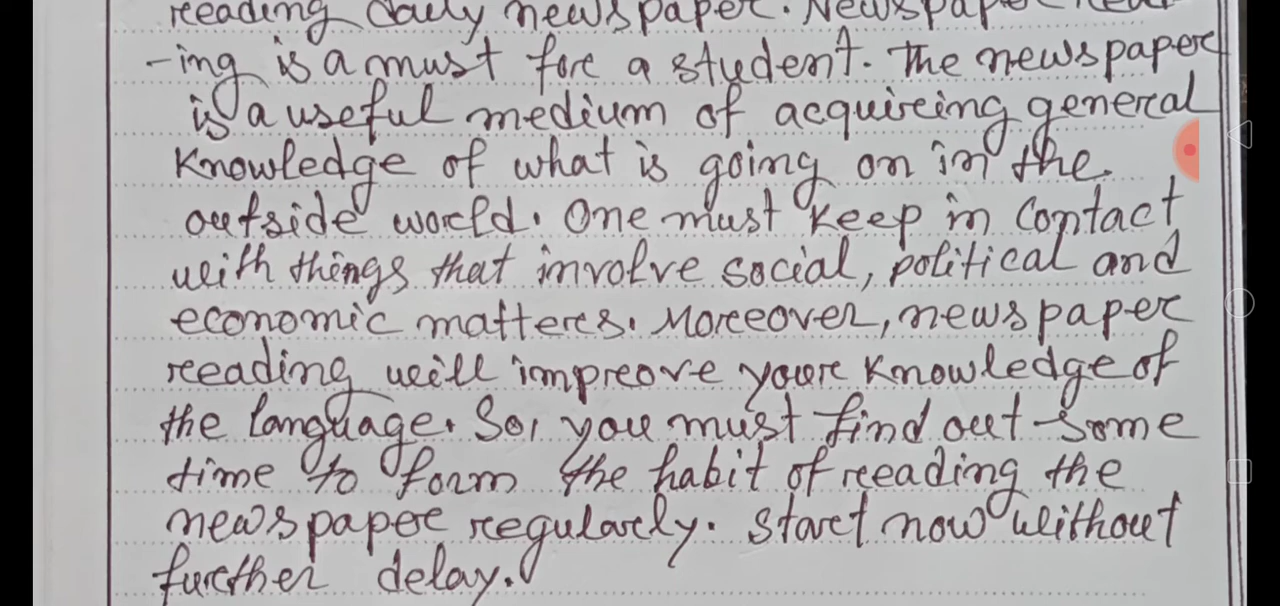 reading daily newspaper. Newspaper read-
-ing is a must for a student. The newspaper
is a useful medium of acquireing general
Knowledge of what is going on in the
outside world. One must keep in contact
with things that involve social, political and
economic matters. Moreover, newspaper
reading will improve your knowledge of
the language. So, you must find out some
time to form the habit of reading the
newspaper regularly. Start now without
further delay.